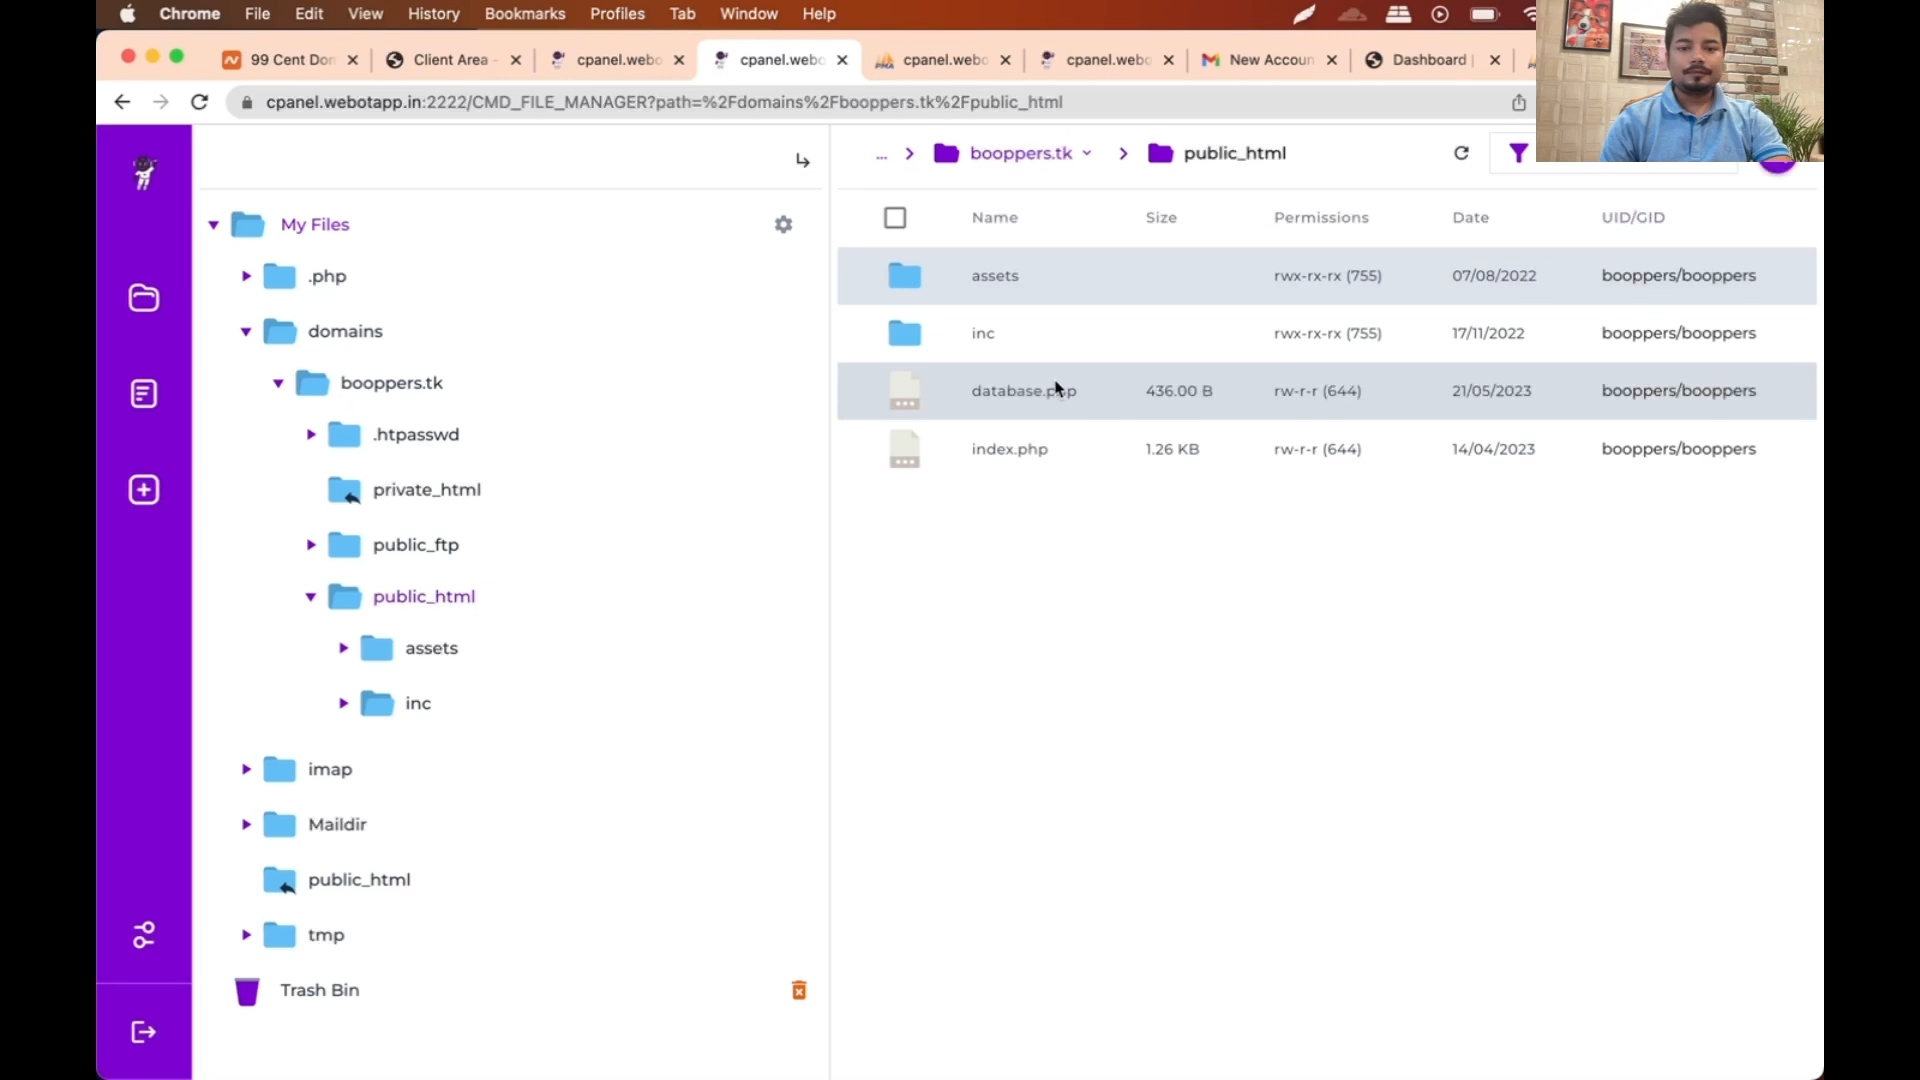 Chrome File Edit View History Bookmarks Profiles Tab Window Help
99 Cent Don Client Area - cpanel.webo cpanel.webo cpanel.webo cpanel.webo New Accoun Dashboard |
cpanel.webotapp.in:2222/CMD_FILE_MANAGER?path=%2Fdomains%2Fbooppers.tk%2Fpublic_html
... booppers.tk public_html
My Files
.php
domains
booppers.tk
.htpasswd
private_html
public_ftp
public_html
assets
inc
imap
Maildir
public_html
tmp
Trash Bin
Name Size Permissions Date UID/GID
assets rwx-rx-rx (755) 07/08/2022 booppers/booppers
inc rwx-rx-rx (755) 17/11/2022 booppers/booppers
database.php 436.00 B rw-r-r (644) 21/05/2023 booppers/booppers
index.php 1.26 KB rw-r-r (644) 14/04/2023 booppers/booppers